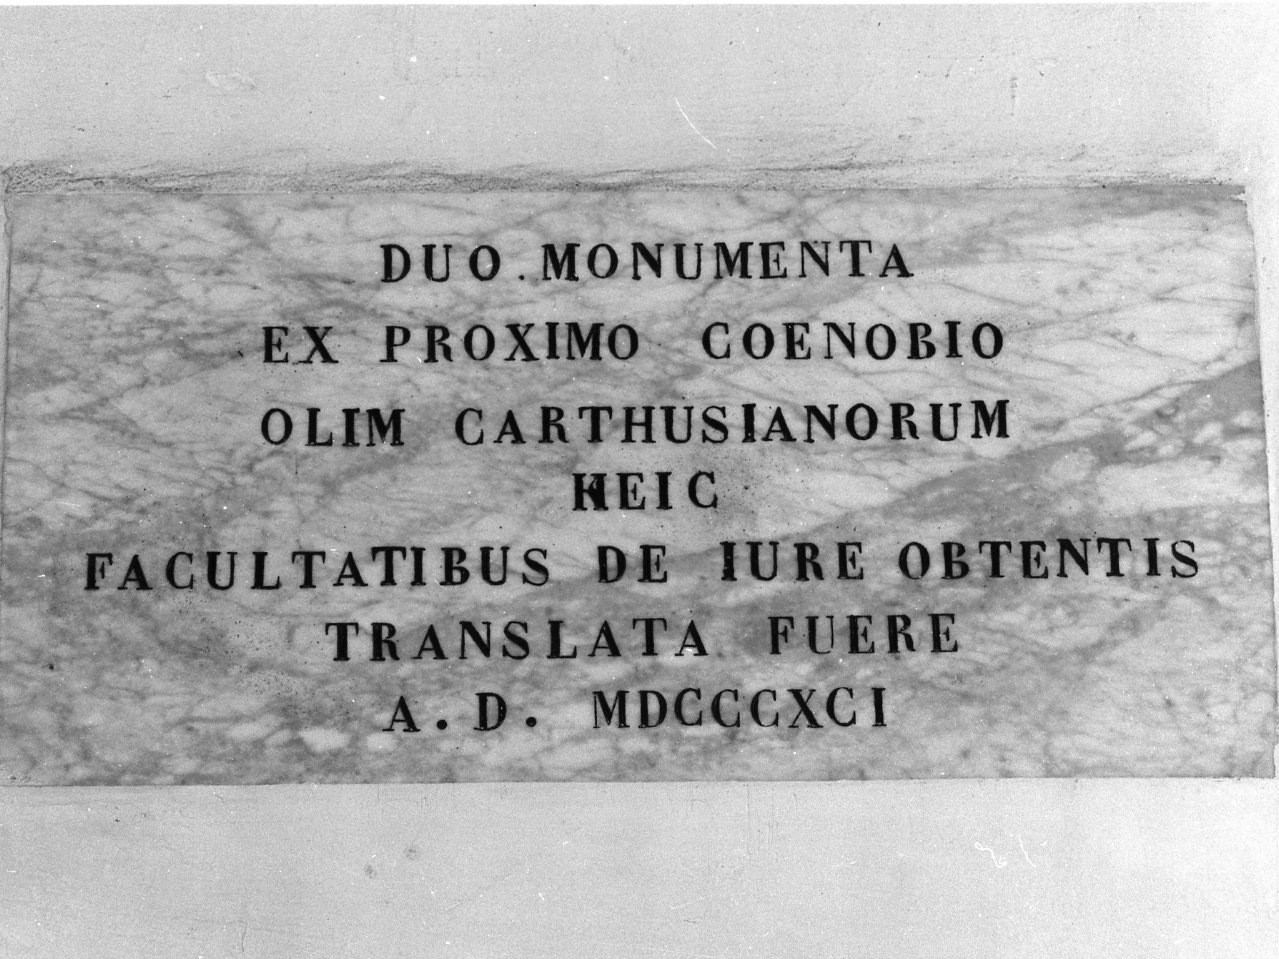 DUO. MONUMENTA
EX PROXIMO COENOBIO
OLIM CARTHUSIANORUM
HEIC
FACULTATIBUS DE IURE OBTENTIS
TRANSLATA FUERE
A. D. MDCCCXCI